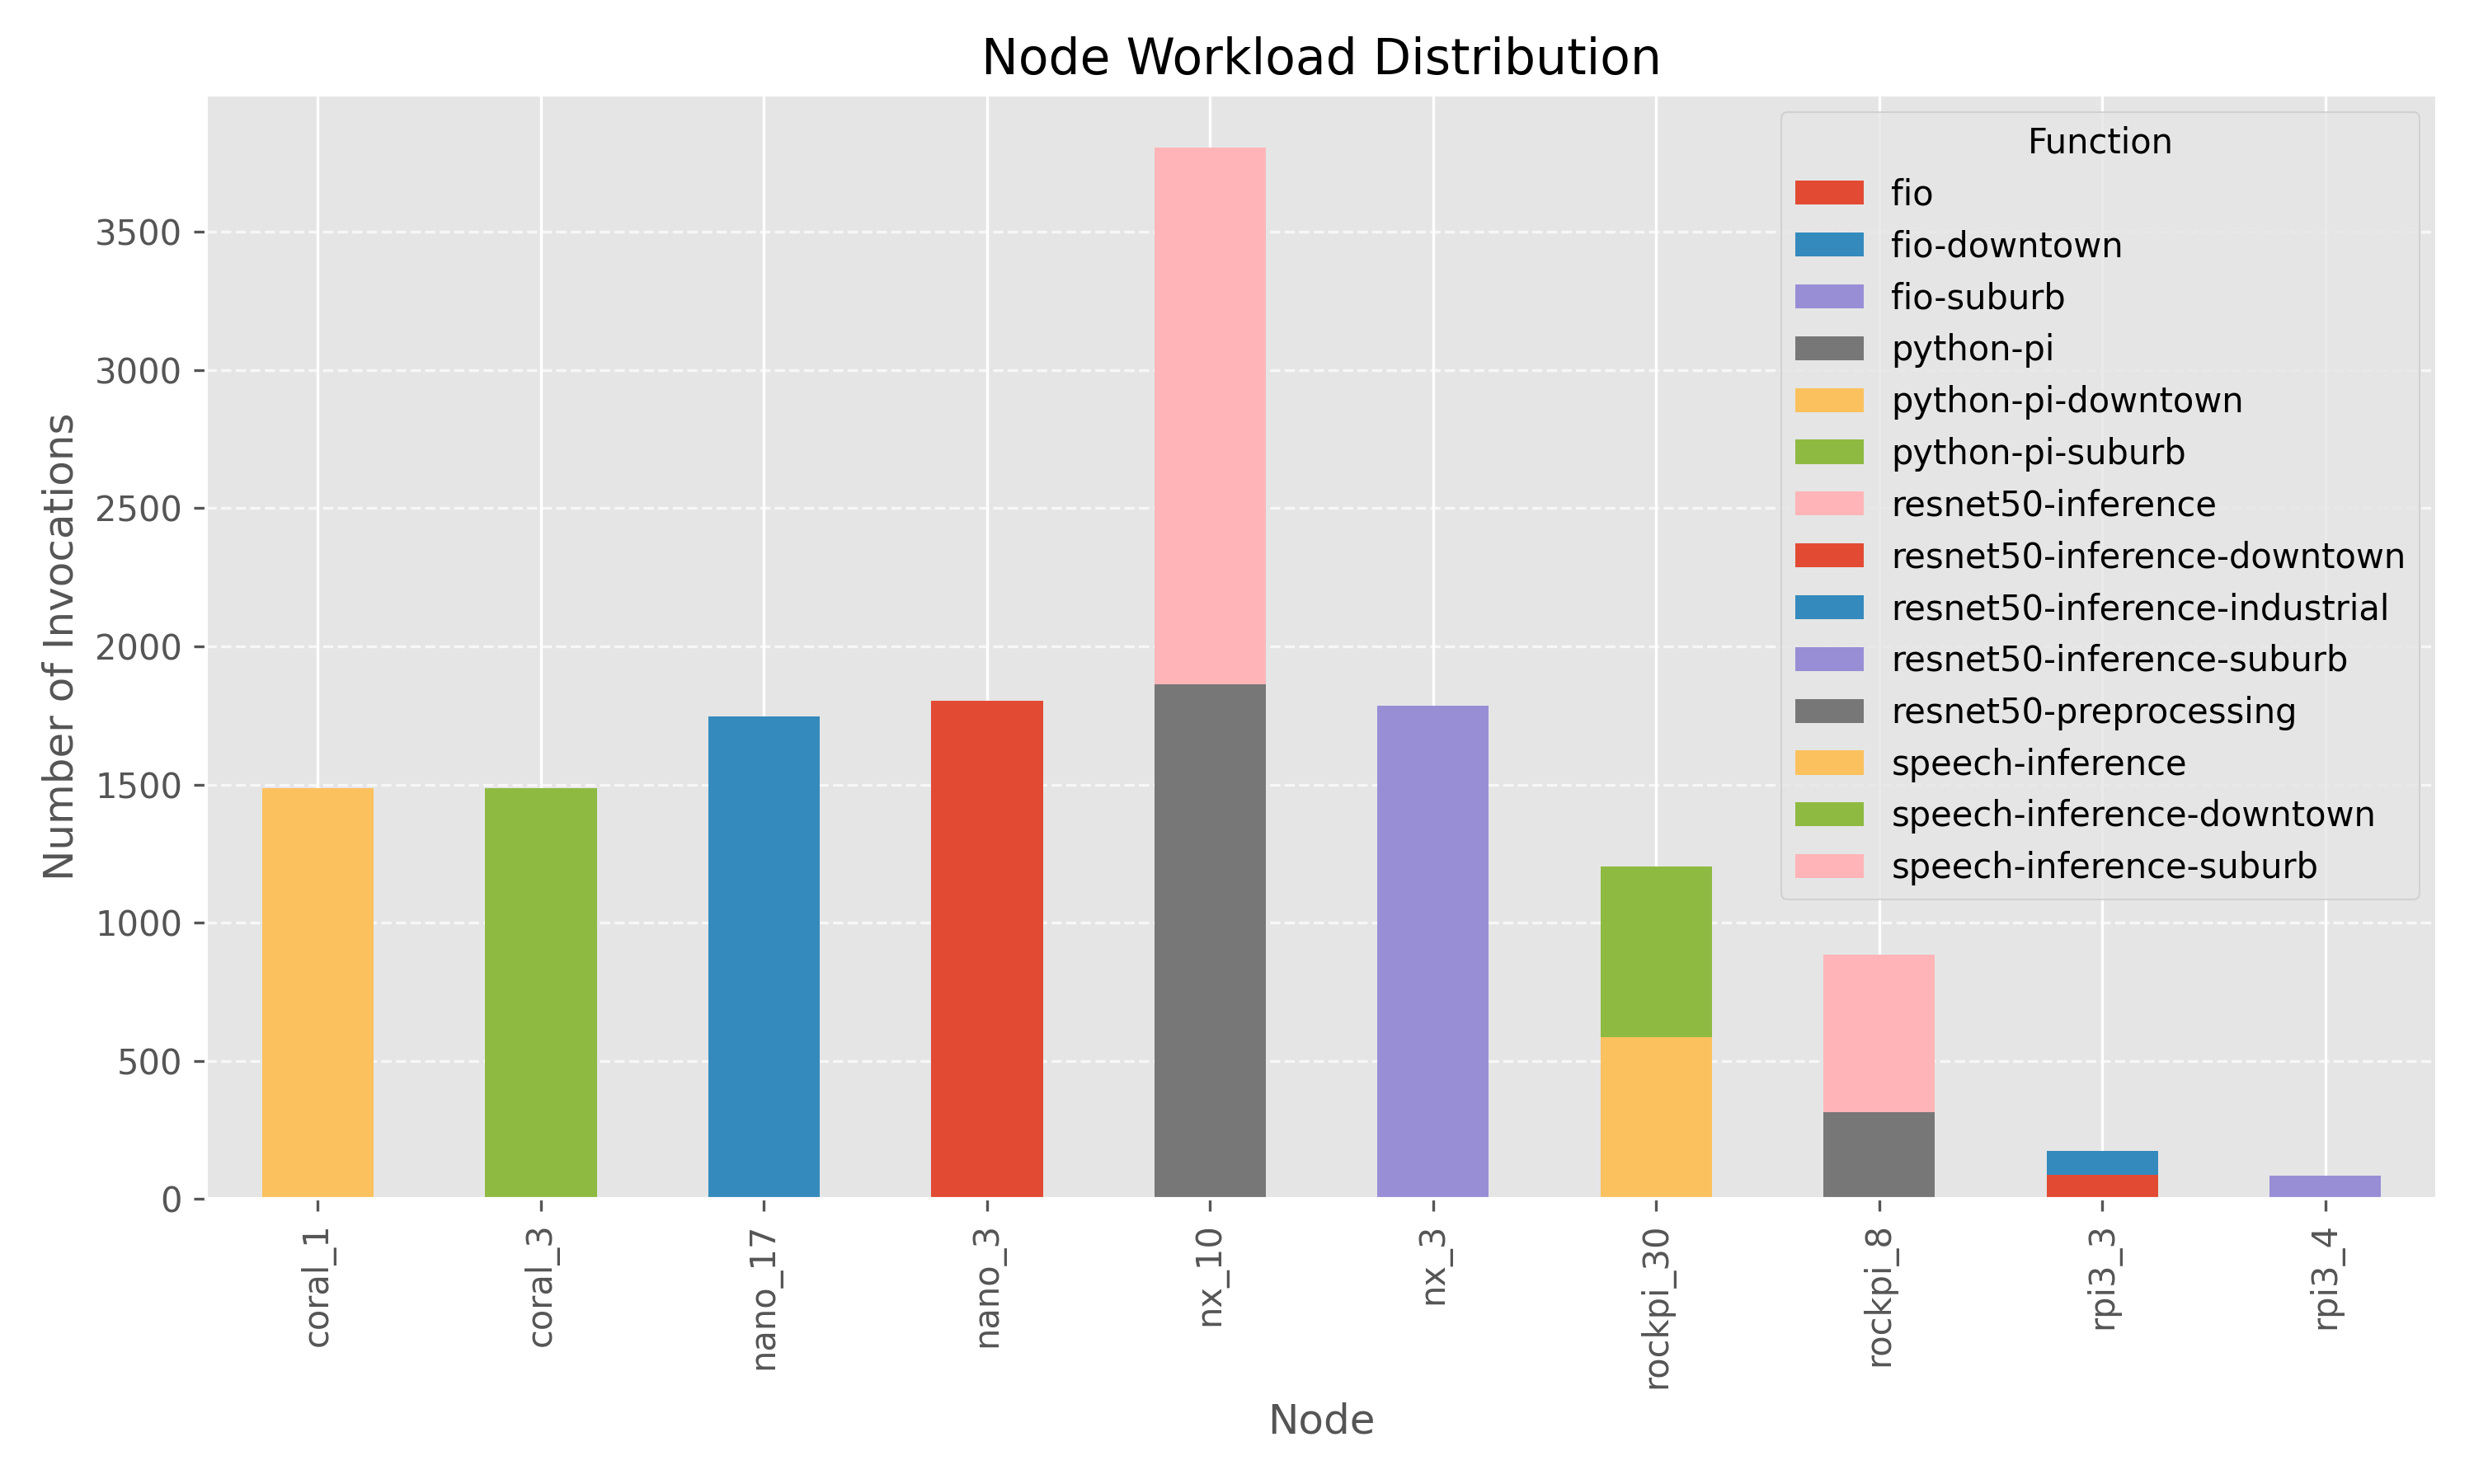 Node Workload Distribution
Number of Invocations
3500
3000
2500
2000
1500
1000
500
0
Function
fio
fio-downtown
fio-suburb
python-pi
python-pi-downtown
python-pi-suburb
resnet50-inference
resnet50-inference-downtown
resnet50-inference-industrial
resnet50-inference-suburb
resnet50-preprocessing
speech-inference
speech-inference-downtown
speech-inference-suburb
coral_1
coral_3
nano_17
nano_3
nx_10
nx_3
rockpi_30
rockpi_8
rpi3_3
rpi3_4
Node